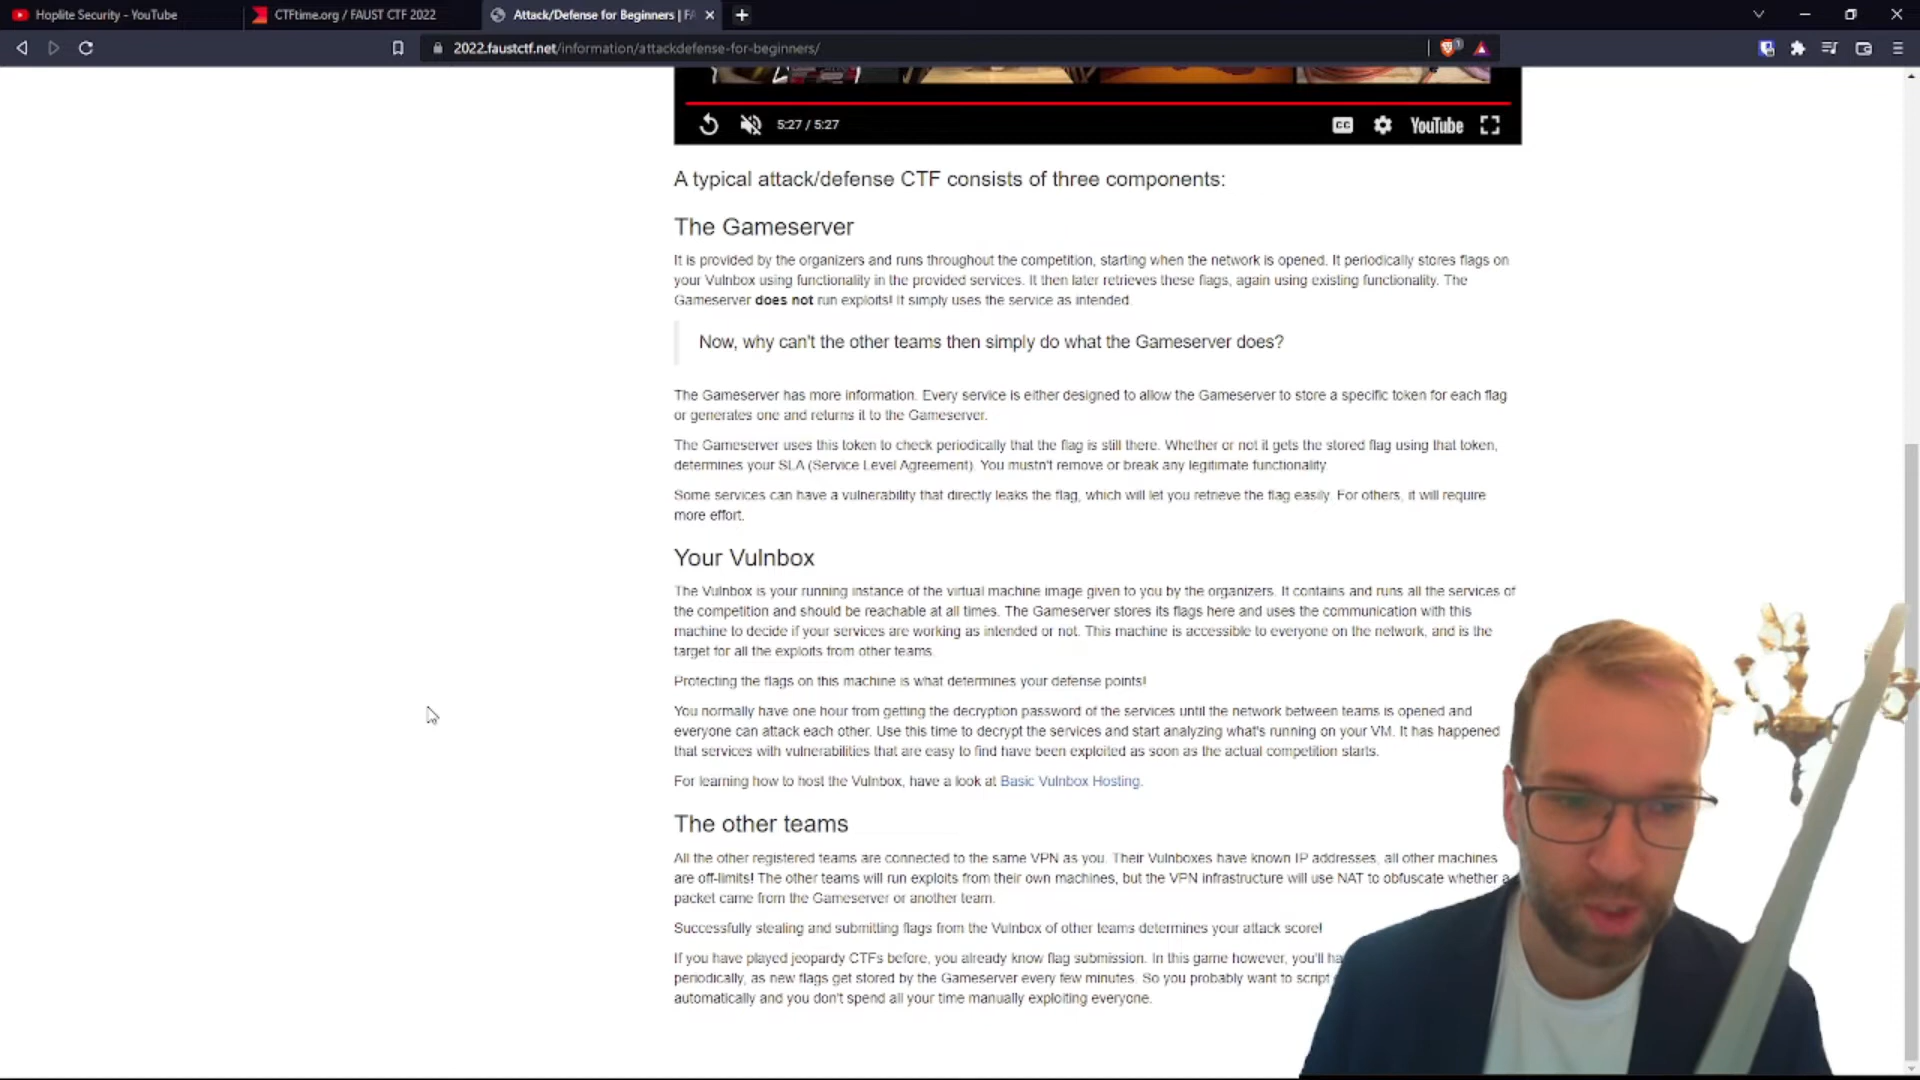 Hoplite Security - YouTube
CTFtime.org / FAUST CTF 2022
Attack/Defense for Beginners | FA
2022.faustctf.net/information/attackdefense-for-beginners/
5:27 / 5:27
CC
YouTube
A typical attack/defense CTF consists of three components:
The Gameserver
It is provided by the organizers and runs throughout the competition, starting when the network is opened. It periodically stores flags on
your Vulnbox using functionality in the provided services. It then later retrieves these flags, again using existing functionality. The
Gameserver does not run exploits! It simply uses the service as intended.
Now, why can't the other teams then simply do what the Gameserver does?
The Gameserver has more information. Every service is either designed to allow the Gameserver to store a specific token for each flag
or generates one and returns it to the Gameserver.
The Gameserver uses this token to check periodically that the flag is still there. Whether or not it gets the stored flag using that token,
determines your SLA (Service Level Agreement). You mustn't remove or break any legitimate functionality
Some services can have a vulnerability that directly leaks the flag, which will let you retrieve the flag easily. For others, it will require
more effort.
Your Vulnbox
The Vulnbox is your running instance of the virtual machine image given to you by the organizers. It contains and runs all the services of
the competition and should be reachable at all times. The Gameserver stores its flags here and uses the communication with this
machine to decide if your services are working as intended or not. This machine is accessible to everyone on the network, and is the
target for all the exploits from other teams.
Protecting the flags on this machine is what determines your defense points!
You normally have one hour from getting the decryption password of the services until the network between teams is opened and
everyone can attack each other. Use this time to decrypt the services and start analyzing what's running on your VM. It has happened
that services with vulnerabilities that are easy to find have been exploited as soon as the actual competition starts.
For learning how to host the Vulnbox, have a look at Basic Vulnbox Hosting.
The other teams
All the other registered teams are connected to the same VPN as you. Their Vulnboxes have known IP addresses, all other machines
are off-limits! The other teams will run exploits from their own machines, but the VPN infrastructure will use NAT to obfuscate whether a
packet came from the Gameserver or another team.
Successfully stealing and submitting flags from the Vulnbox of other teams determines your attack score!
If you have played jeopardy CTFs before, you already know flag submission. In this game however, you'll ha
periodically, as new flags get stored by the Gameserver every few minutes. So you probably want to script
automatically and you don't spend all your time manually exploiting everyone.